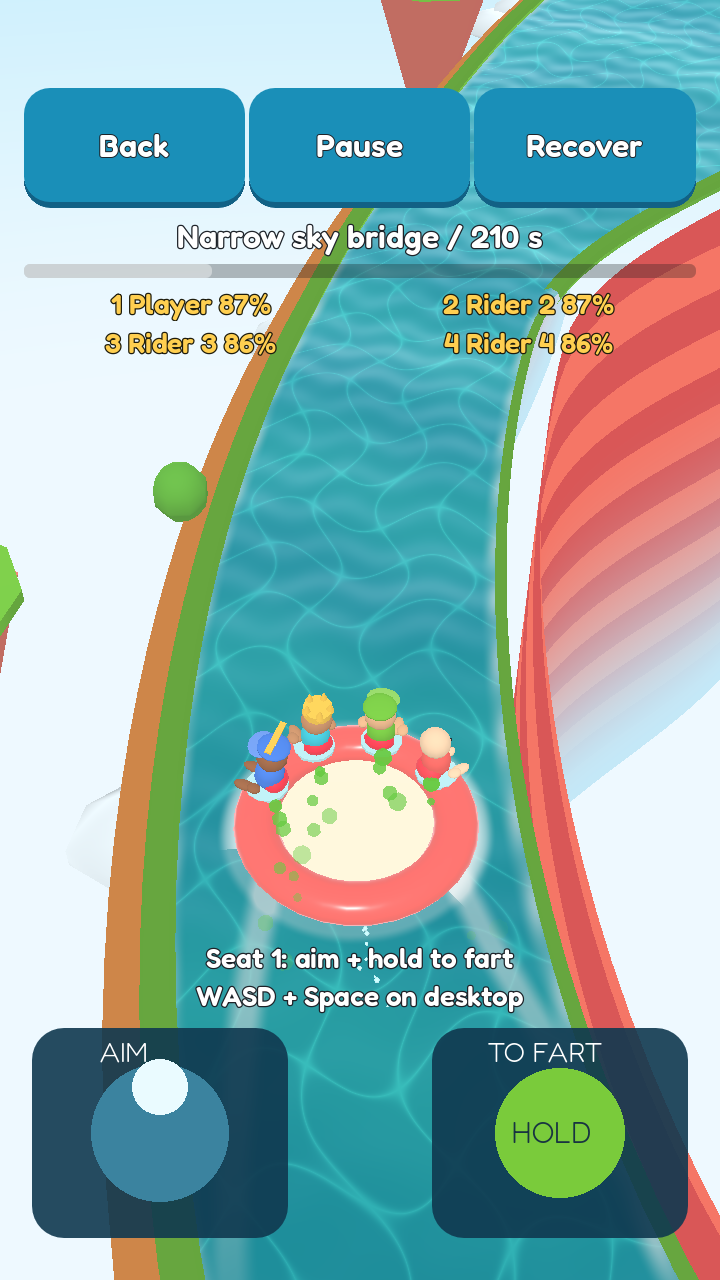 Back Pause Recover
Narrow sky bridge / 210 s
1 Player 87% 2 Rider 2 87%
3 Rider 3 86% 4 Rider 4 86%
Seat 1: aim + hold to fart
WASD + Space on desktop
AIM TO FART
HOLD